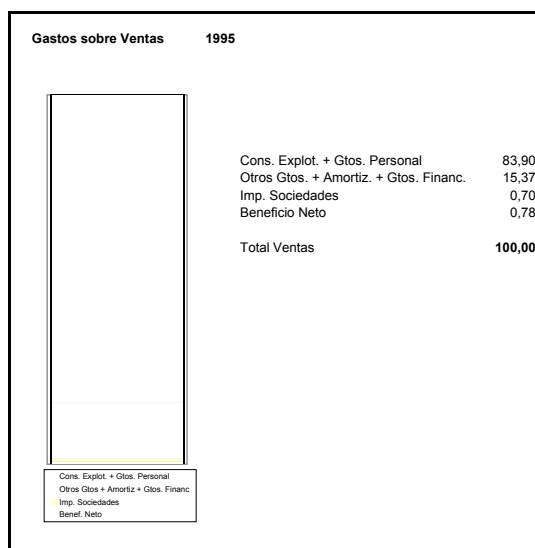 Gastos sobre Ventas 1995
Cons. Explot. + Gtos. Personal 83,90
Otros Gtos. + Amortiz. + Gtos. Financ. 15,37
Imp. Sociedades 0,70
Beneficio Neto 0,78
Total Ventas 100,00
Cons. Explot. + Gtos. Personal
Otros Gtos + Amortiz + Gtos. Financ
Imp. Sociedades
Benef. Neto